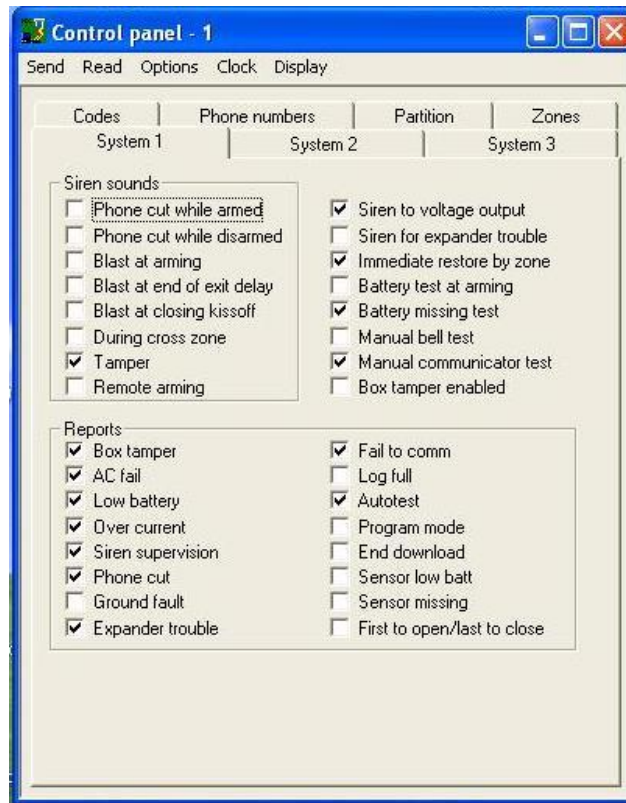 Control panel - 1
Send Read Options Clock Display
Codes Phone numbers Partition Zones
System 1 System 2 System 3
Siren sounds
Phone cut while armed
Phone cut while disarmed
Blast at arming
Blast at end of exit delay
Blast at closing kissoff
During cross zone
Tamper
Remote arming
Siren to voltage output
Siren for expander trouble
Immediate restore by zone
Battery test at arming
Battery missing test
Manual bell test
Manual communicator test
Box tamper enabled
Reports
Box tamper
AC fail
Low battery
Over current
Siren supervision
Phone cut
Ground fault
Expander trouble
Fail to comm
Log full
Autotest
Program mode
End download
Sensor low batt
Sensor missing
First to open/last to close